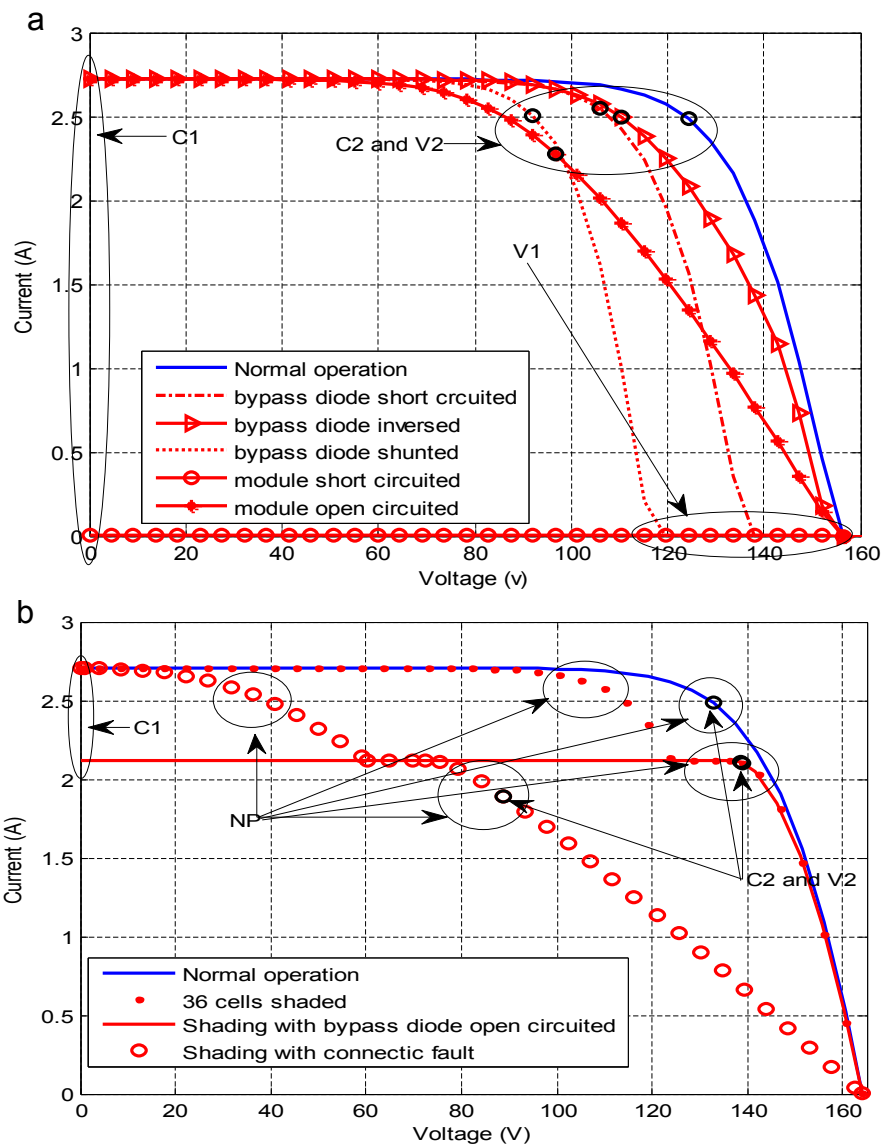 a
3
2.5
2
1.5
1
0.5
0
Current (A)
C1
C2 and V2
V1
Normal operation
bypass diode short crcuited
bypass diode inversed
bypass diode shunted
module short circuited
module open circuited
0 20 40 60 80 100 120 140 160
Voltage (v)
b
3
2.5
2
1.5
1
0.5
0
Current (A)
C1
NP
C2 and V2
Normal operation
36 cells shaded
Shading with bypass diode open circuited
Shading with connectic fault
0 20 40 60 80 100 120 140 160
Voltage (V)